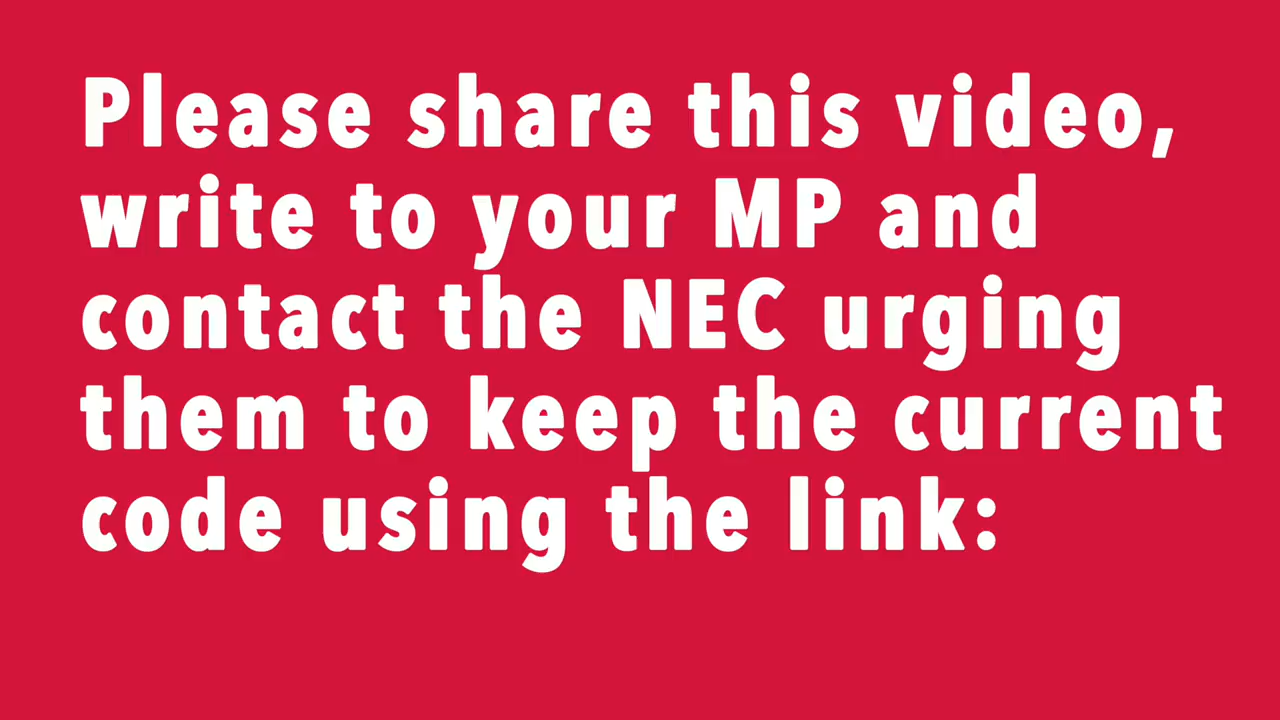 Please share this video,
write to your MP and
contact the NEC urging
them to keep the current
code using the link: